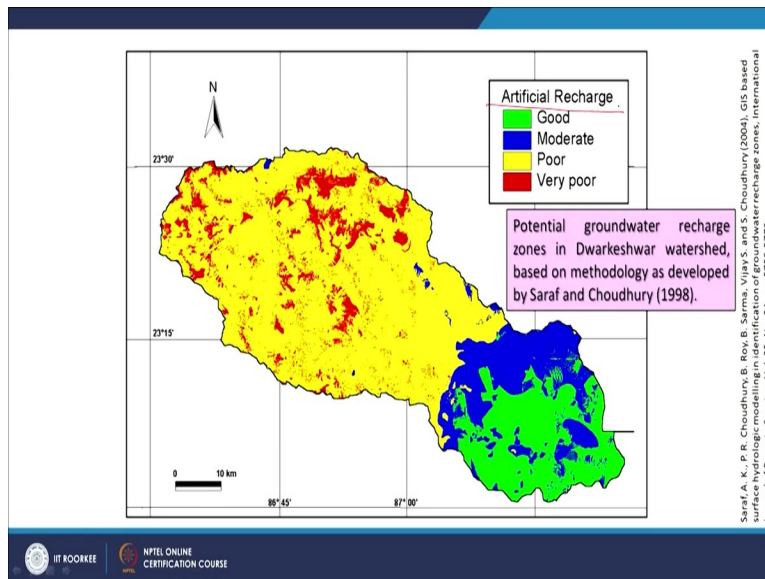 N
Artificial Recharge
Good
Moderate
Poor
Very poor
23°30'
Potential groundwater recharge
zones in Dwarkeshwar watershed,
based on methodology as developed
by Saraf and Choudhury (1998).
23°15'
0 10 km
86°45' 87°00'
Saraf, A. K., P. R. Choudhury, B. Roy, B. Sarma, Vijay S. and S. Choudhury (2004), GIS based
surface hydrologic modelling in identification of groundwater recharge zones, International
IIT ROORKEE
NPTEL
NPTEL ONLINE
CERTIFICATION COURSE